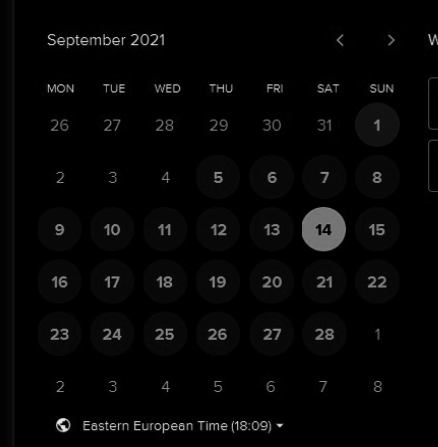 September 2021
W
MON TUE WED THU FRI SAT SUN
26 27 28 29 30 31 1
2 3 4 5 6 7 8
9 10 11 12 13 14 15
16 17 18 19 20 21 22
23 24 25 26 27 28 1
2 3 4 5 6 7 8
Eastern European Time (18:09)